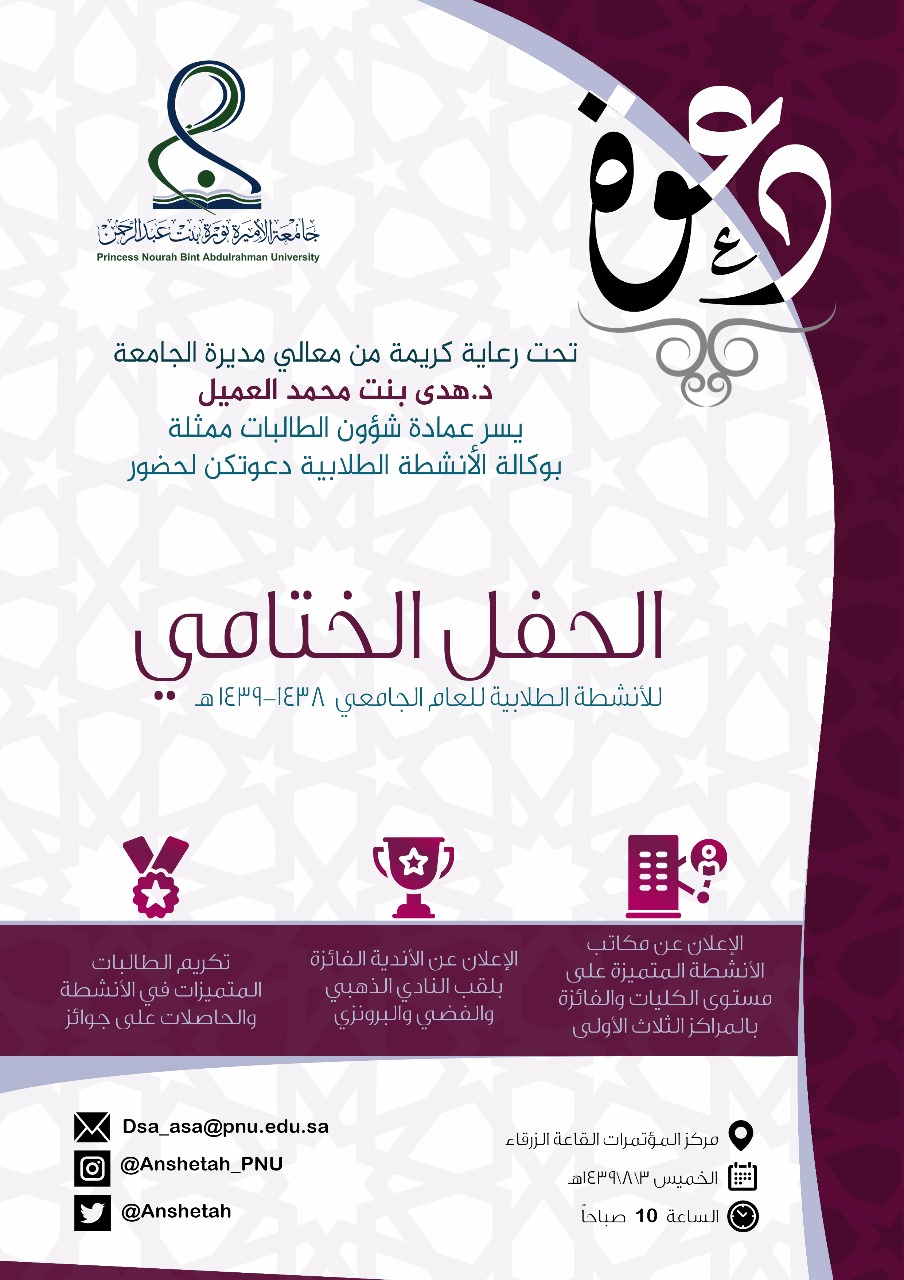 دعوة
جامعة الأميرة نورة بنت عبدالرحمن
Princess Nourah Bint Abdulrahman University
تحت رعاية كريمة من معالي مديرة الجامعة
د.هدى بنت محمد العميل
يسر عمادة شؤون الطالبات ممثلة
بوكالة الأنشطة الطلابية دعوتكن لحضور
الحفل الختامي
للأنشطة الطلابية للعام الجامعي ١٤٣٨-١٤٣٩هـ
الإعلان عن مكاتب
الأنشطة المتميزة على
مستوى الكليات والفائزة
بالمراكز الثلاث الأولى
الإعلان عن الأندية الفائزة
بلقب النادي الذهبي
والفضي والبرونزي
تكريم الطالبات
المتميزات في الأنشطة
والحاصلات على جوائز
مركز المؤتمرات القاعة الزرقاء
الخميس ١٤٣٩\٨\٣هـ
الساعة 10 صباحاً
Dsa_asa@pnu.edu.sa
@Anshetah_PNU
@Anshetah